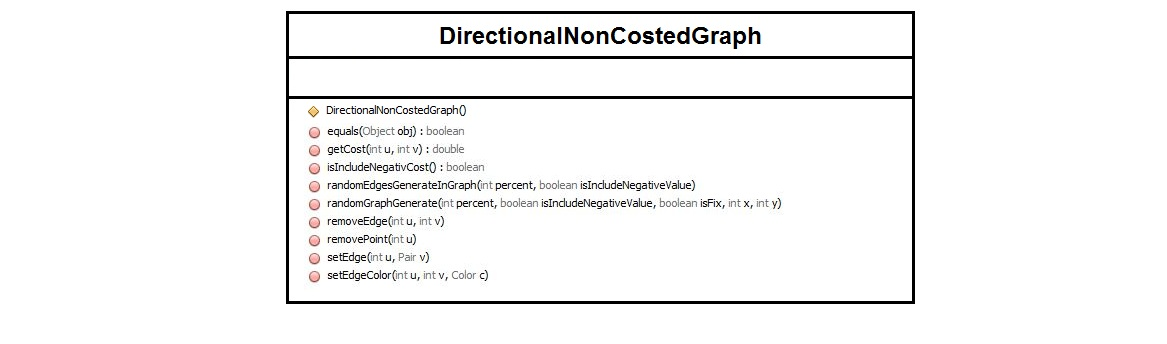 DirectionalNonCostedGraph
DirectionalNonCostedGraph()
equals(Object obj) : boolean
getCost(int u, int v) : double
isIncludeNegativCost() : boolean
randomEdgesGenerateInGraph(int percent, boolean isIncludeNegativeValue)
randomGraphGenerate(int percent, boolean isIncludeNegativeValue, boolean isFix, int x, int y)
removeEdge(int u, int v)
removePoint(int u)
setEdge(int u, Pair v)
setEdgeColor(int u, int v, Color c)